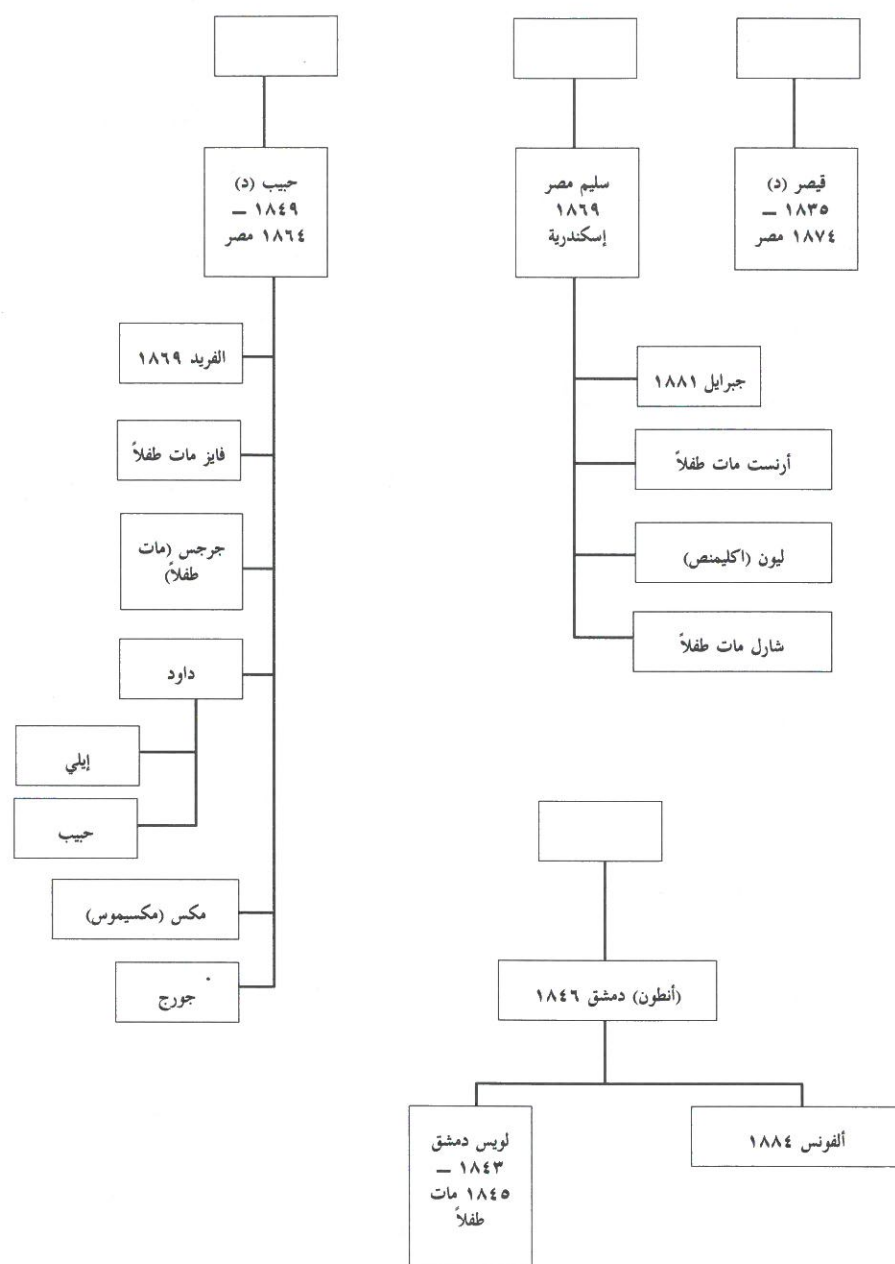 قيصر (د)
١٨٣٥ –
١٨٧٤ مصر
سليم مصر
١٨٦٩
إسكندرية
حبيب (د)
١٨٤٩ –
١٨٦٤ مصر
جبرايل ١٨٨١
أرنست مات طفلاً
ليون (اكليمنص)
شارل مات طفلاً
الفريد ١٨٦٩
فايز مات طفلاً
جرجس (مات
طفلاً)
داود
إيلي
حبيب
مكس (مكسيموس)
جورج
(أنطون) دمشق ١٨٤٦
ألفونس ١٨٨٤
لويس دمشق
١٨٤٣ –
١٨٤٥ مات
طفلاً